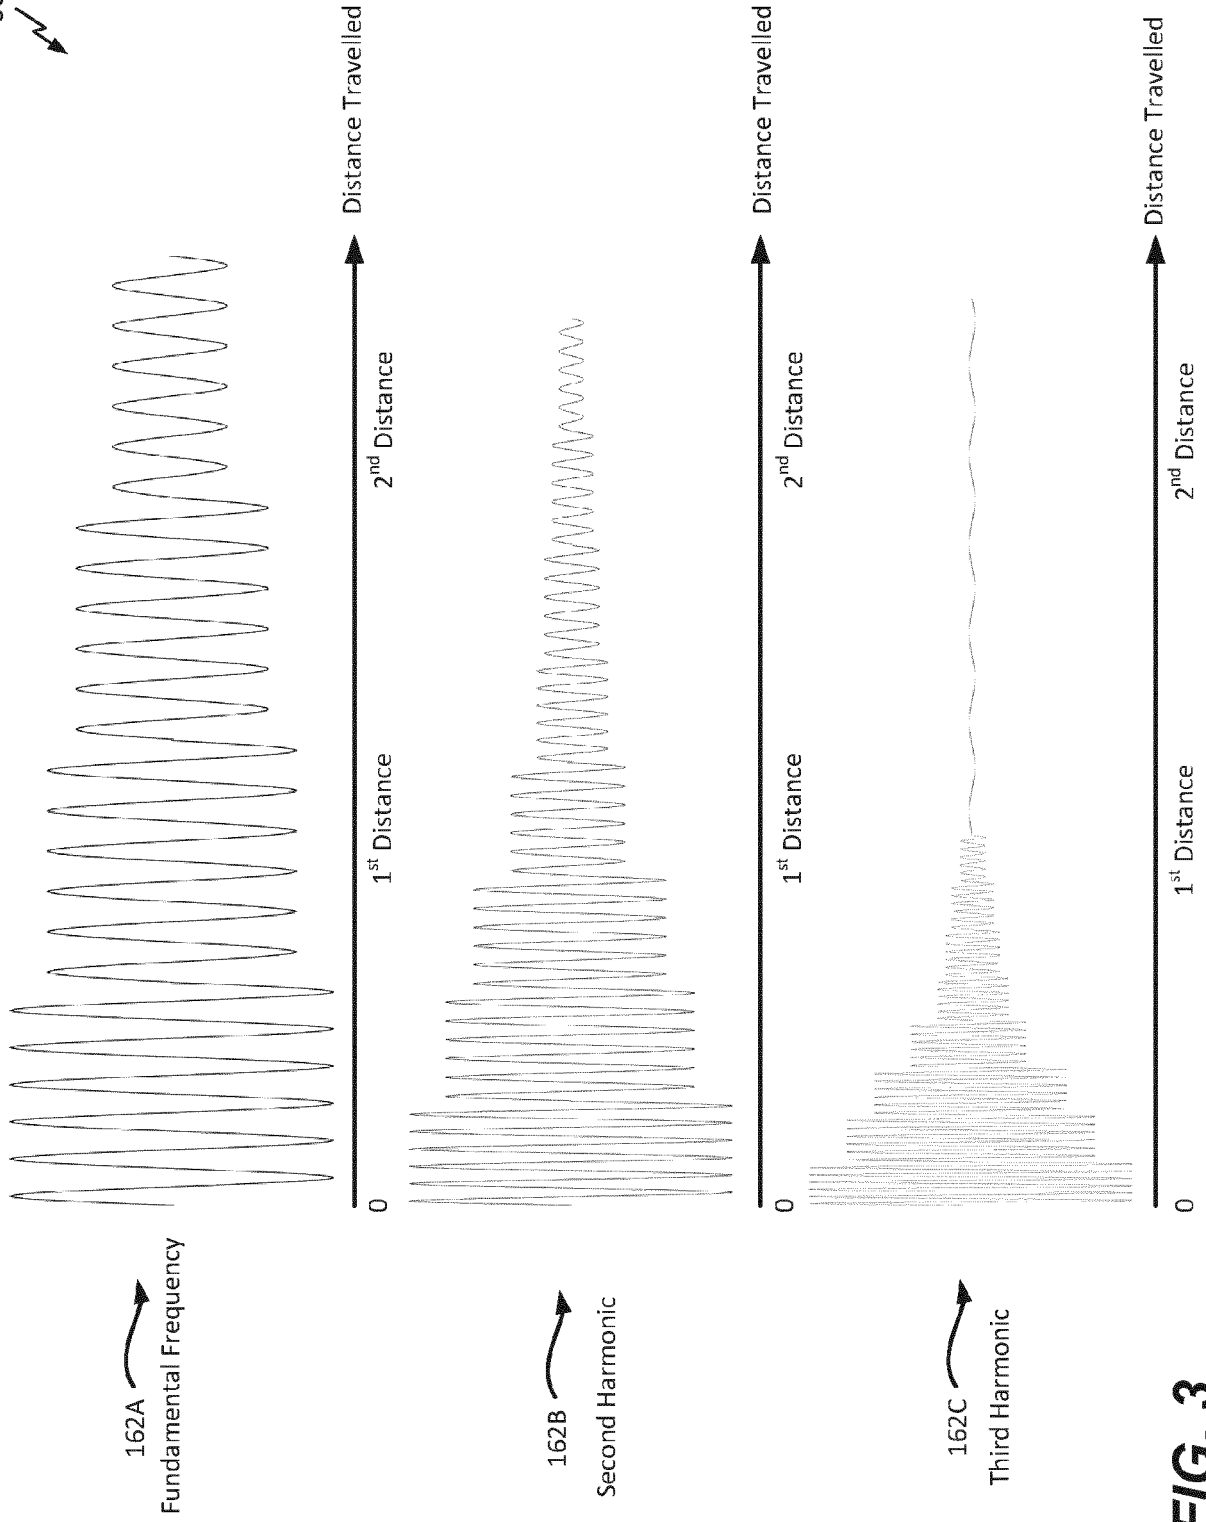 162A
Fundamental Frequency
0
1st Distance
2nd Distance
Distance Travelled
162B
Second Harmonic
0
1st Distance
2nd Distance
Distance Travelled
162C
Third Harmonic
0
1st Distance
2nd Distance
Distance Travelled
FIG. 3